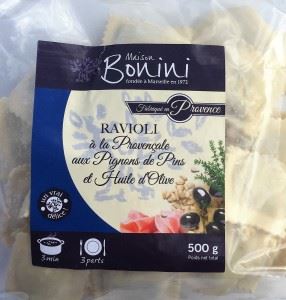 Maison
Bonini
fondée à Marseille en 1972
Fabriqué en Provence
RAVIOLI
à la Provençale
aux Pignons de Pins
et Huile d'Olive
un vrai
délice
500 g
Poids net total
3 min
3 parts